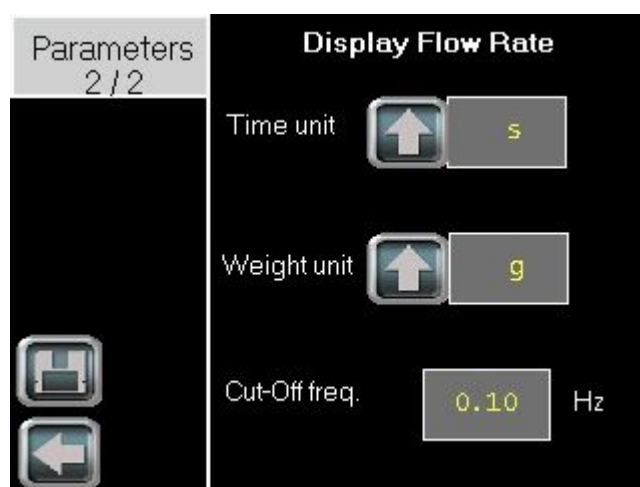 Parameters
2 / 2
Display Flow Rate
Time unit s
Weight unit g
Cut-Off freq. 0.10 Hz